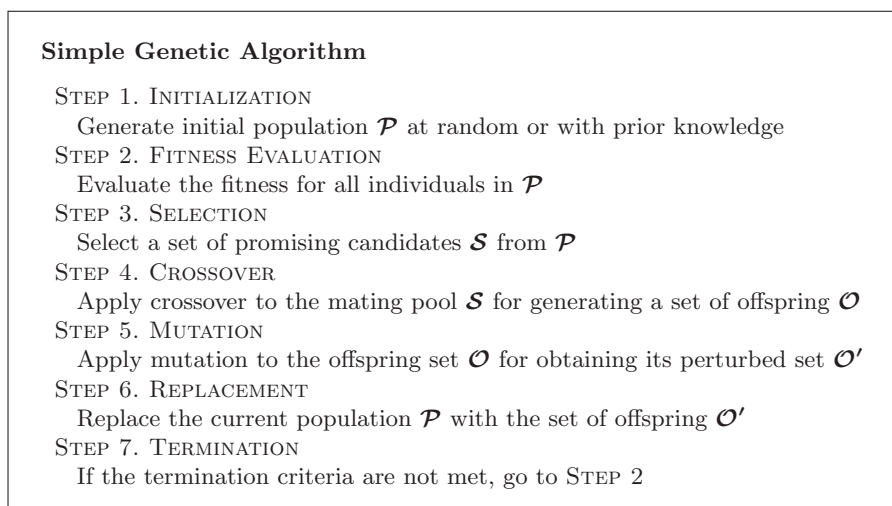 Simple Genetic Algorithm
STEP 1. INITIALIZATION
Generate initial population 𝓟 at random or with prior knowledge
STEP 2. FITNESS EVALUATION
Evaluate the fitness for all individuals in 𝓟
STEP 3. SELECTION
Select a set of promising candidates 𝓢 from 𝓟
STEP 4. CROSSOVER
Apply crossover to the mating pool 𝓢 for generating a set of offspring 𝓞
STEP 5. MUTATION
Apply mutation to the offspring set 𝓞 for obtaining its perturbed set 𝓞′
STEP 6. REPLACEMENT
Replace the current population 𝓟 with the set of offspring 𝓞′
STEP 7. TERMINATION
If the termination criteria are not met, go to STEP 2